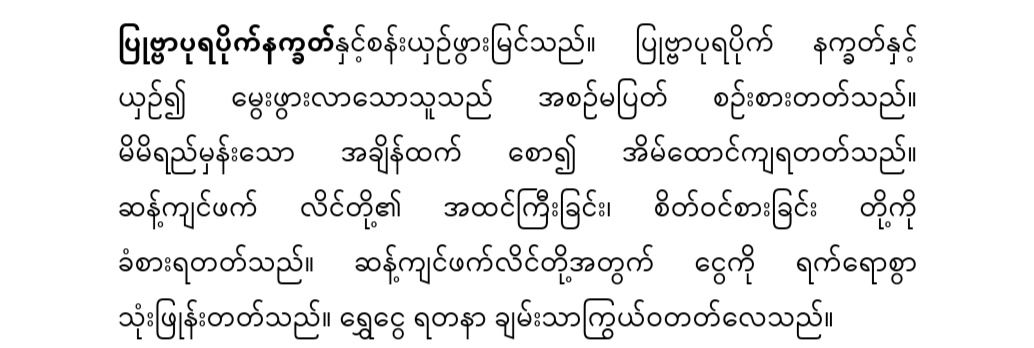 ပြုဗ္ဗာပုရပိုက်နက္ခတ်နှင့်စန်းယှဉ်ဖွားမြင်သည်။ ပြုဗ္ဗာပုရပိုက် နက္ခတ်နှင့်
ယှဉ်၍ မွေးဖွားလာသောသူသည် အစဉ်မပြတ် စဉ်းစားတတ်သည်။
မိမိရည်မှန်းသော အချိန်ထက် စော၍ အိမ်ထောင်ကျရတတ်သည်။
ဆန့်ကျင်ဖက် လိင်တို့၏ အထင်ကြီးခြင်း၊ စိတ်ဝင်စားခြင်း တို့ကို
ခံစားရတတ်သည်။ ဆန့်ကျင်ဖက်လိင်တို့အတွက် ငွေကို ရက်ရောစွာ
သုံးဖြုန်းတတ်သည်။ ရွှေငွေ ရတနာ ချမ်းသာကြွယ်ဝတတ်လေသည်။